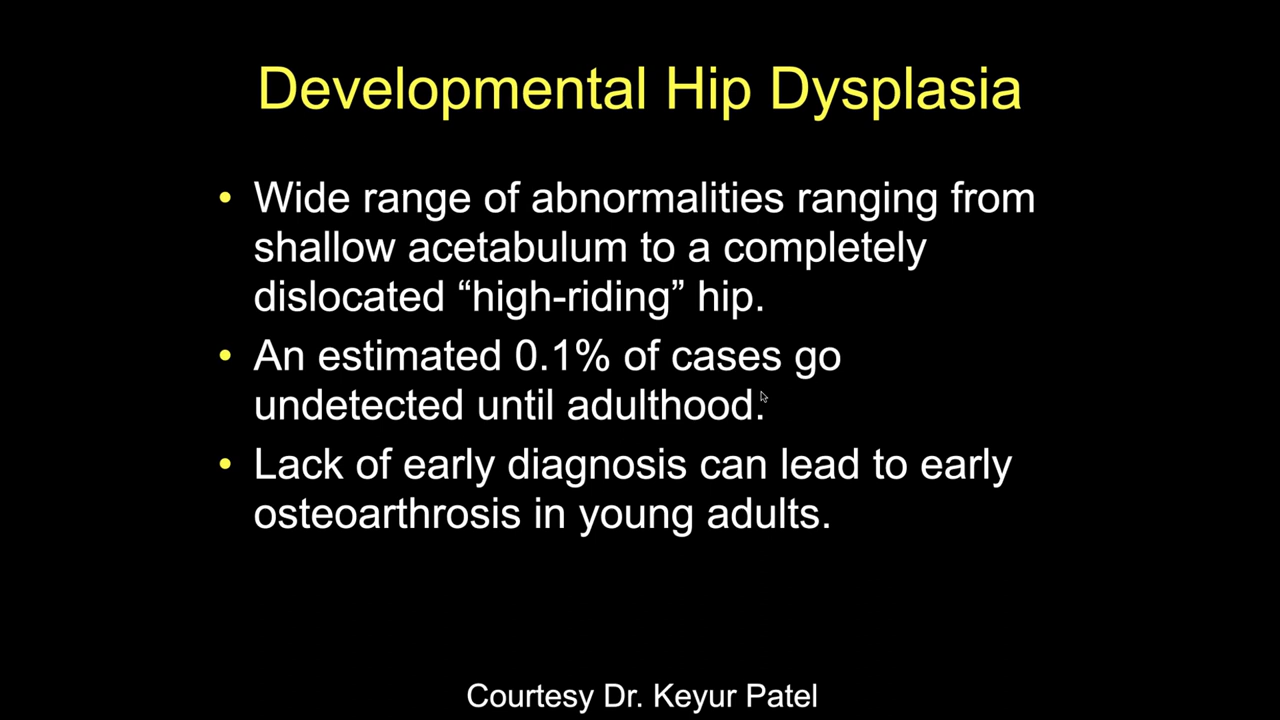 Developmental Hip Dysplasia
• Wide range of abnormalities ranging from
shallow acetabulum to a completely
dislocated “high-riding” hip.
• An estimated 0.1% of cases go
undetected until adulthood.
• Lack of early diagnosis can lead to early
osteoarthrosis in young adults.
Courtesy Dr. Keyur Patel